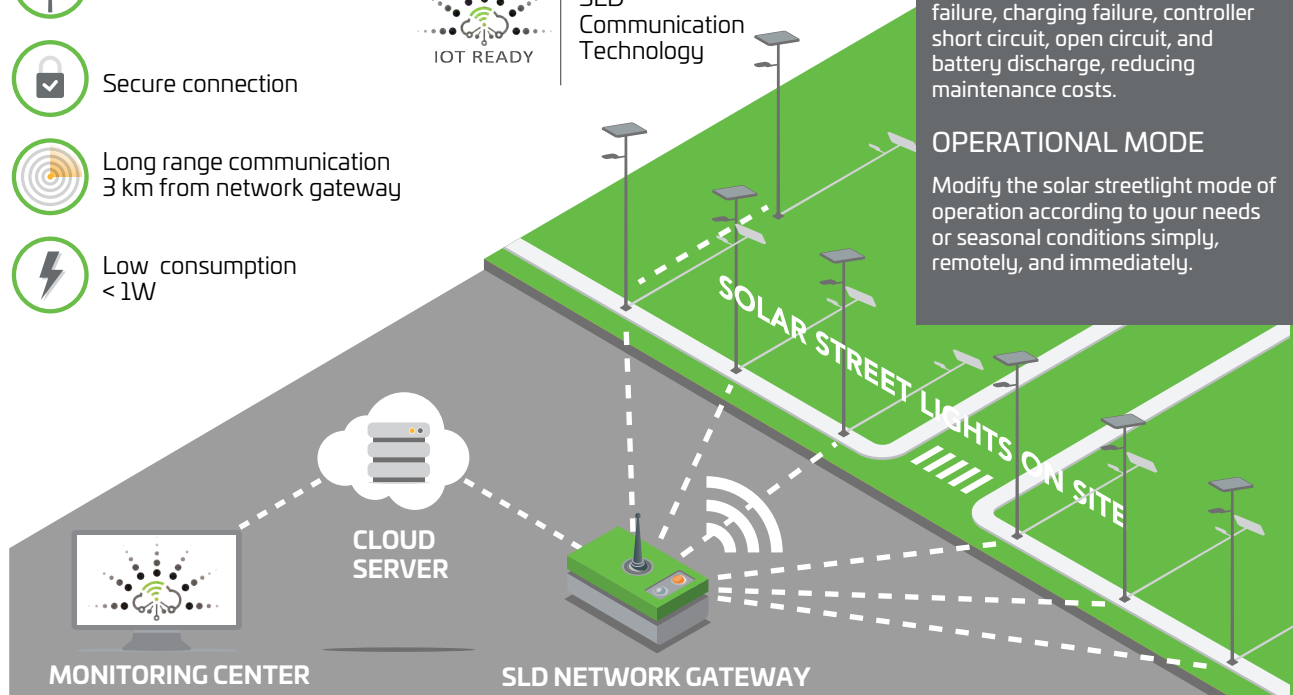 SLD
Communication
Technology
IOT READY
Secure connection
Long range communication
3 km from network gateway
Low consumption
< 1W
failure, charging failure, controller
short circuit, open circuit, and
battery discharge, reducing
maintenance costs.
OPERATIONAL MODE
Modify the solar streetlight mode of
operation according to your needs
or seasonal conditions simply,
remotely, and immediately.
SOLAR STREET LIGHTS ON SITE
CLOUD
SERVER
MONITORING CENTER
SLD NETWORK GATEWAY